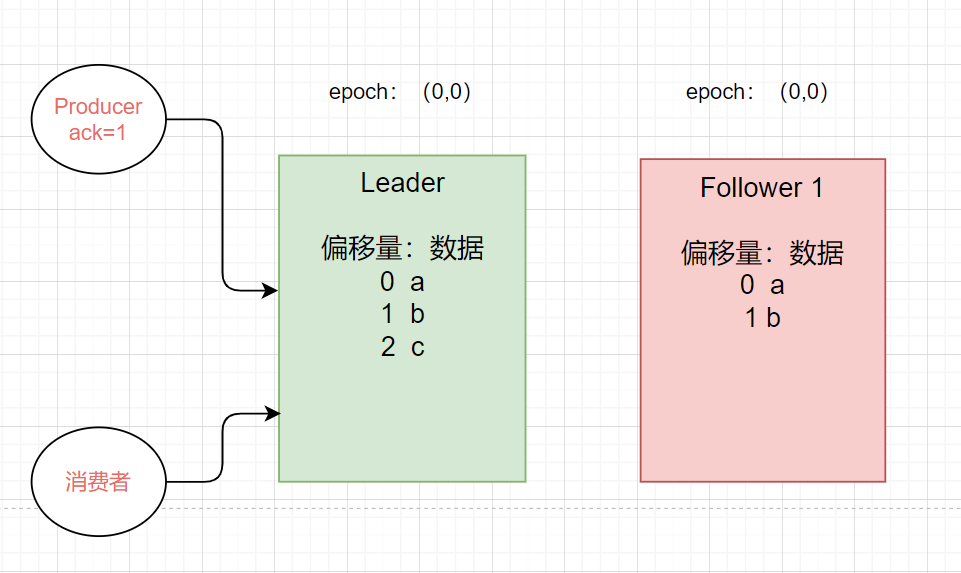 epoch： （0,0）
epoch： （0,0）
Producer
ack=1
Leader
偏移量：数据
0 a
1 b
2 c
Follower 1
偏移量：数据
0 a
1 b
消费者